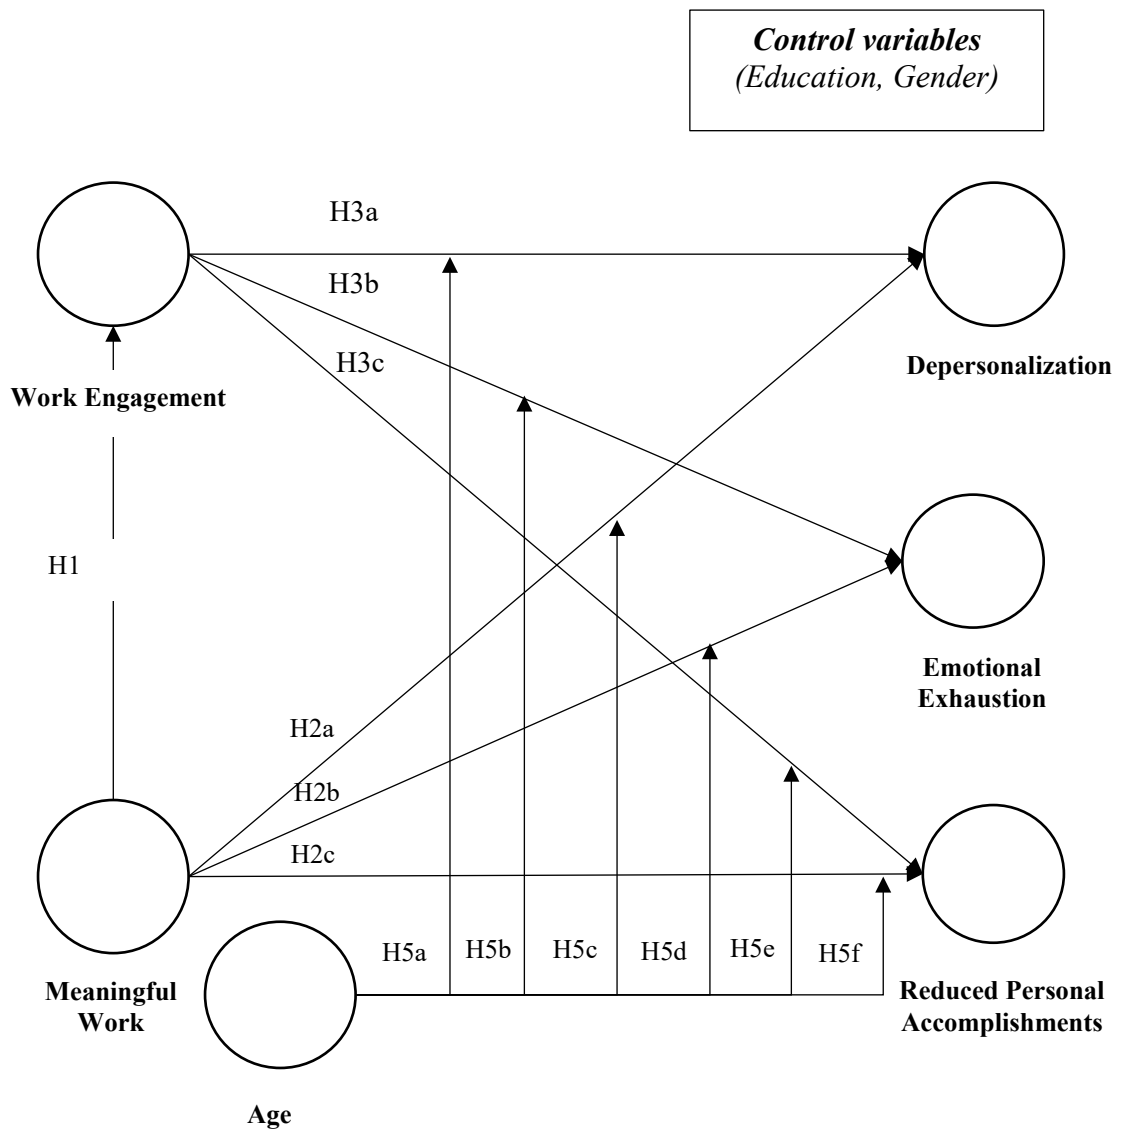 Control variables
(Education, Gender)
H3a
H3b
H3c
Depersonalization
Work Engagement
H1
Emotional
Exhaustion
H2a
H2b
H2c
H5a
H5b
H5c
H5d
H5e
H5f
Meaningful
Work
Reduced Personal
Accomplishments
Age